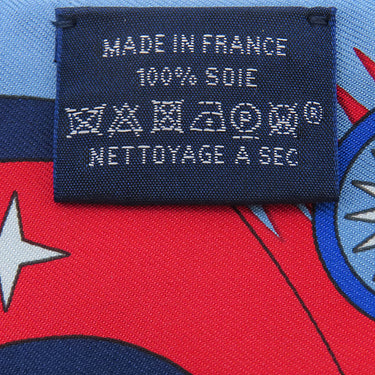 MADE IN FRANCE
100% SOIE
P W ®
NETTOYAGE A SEC